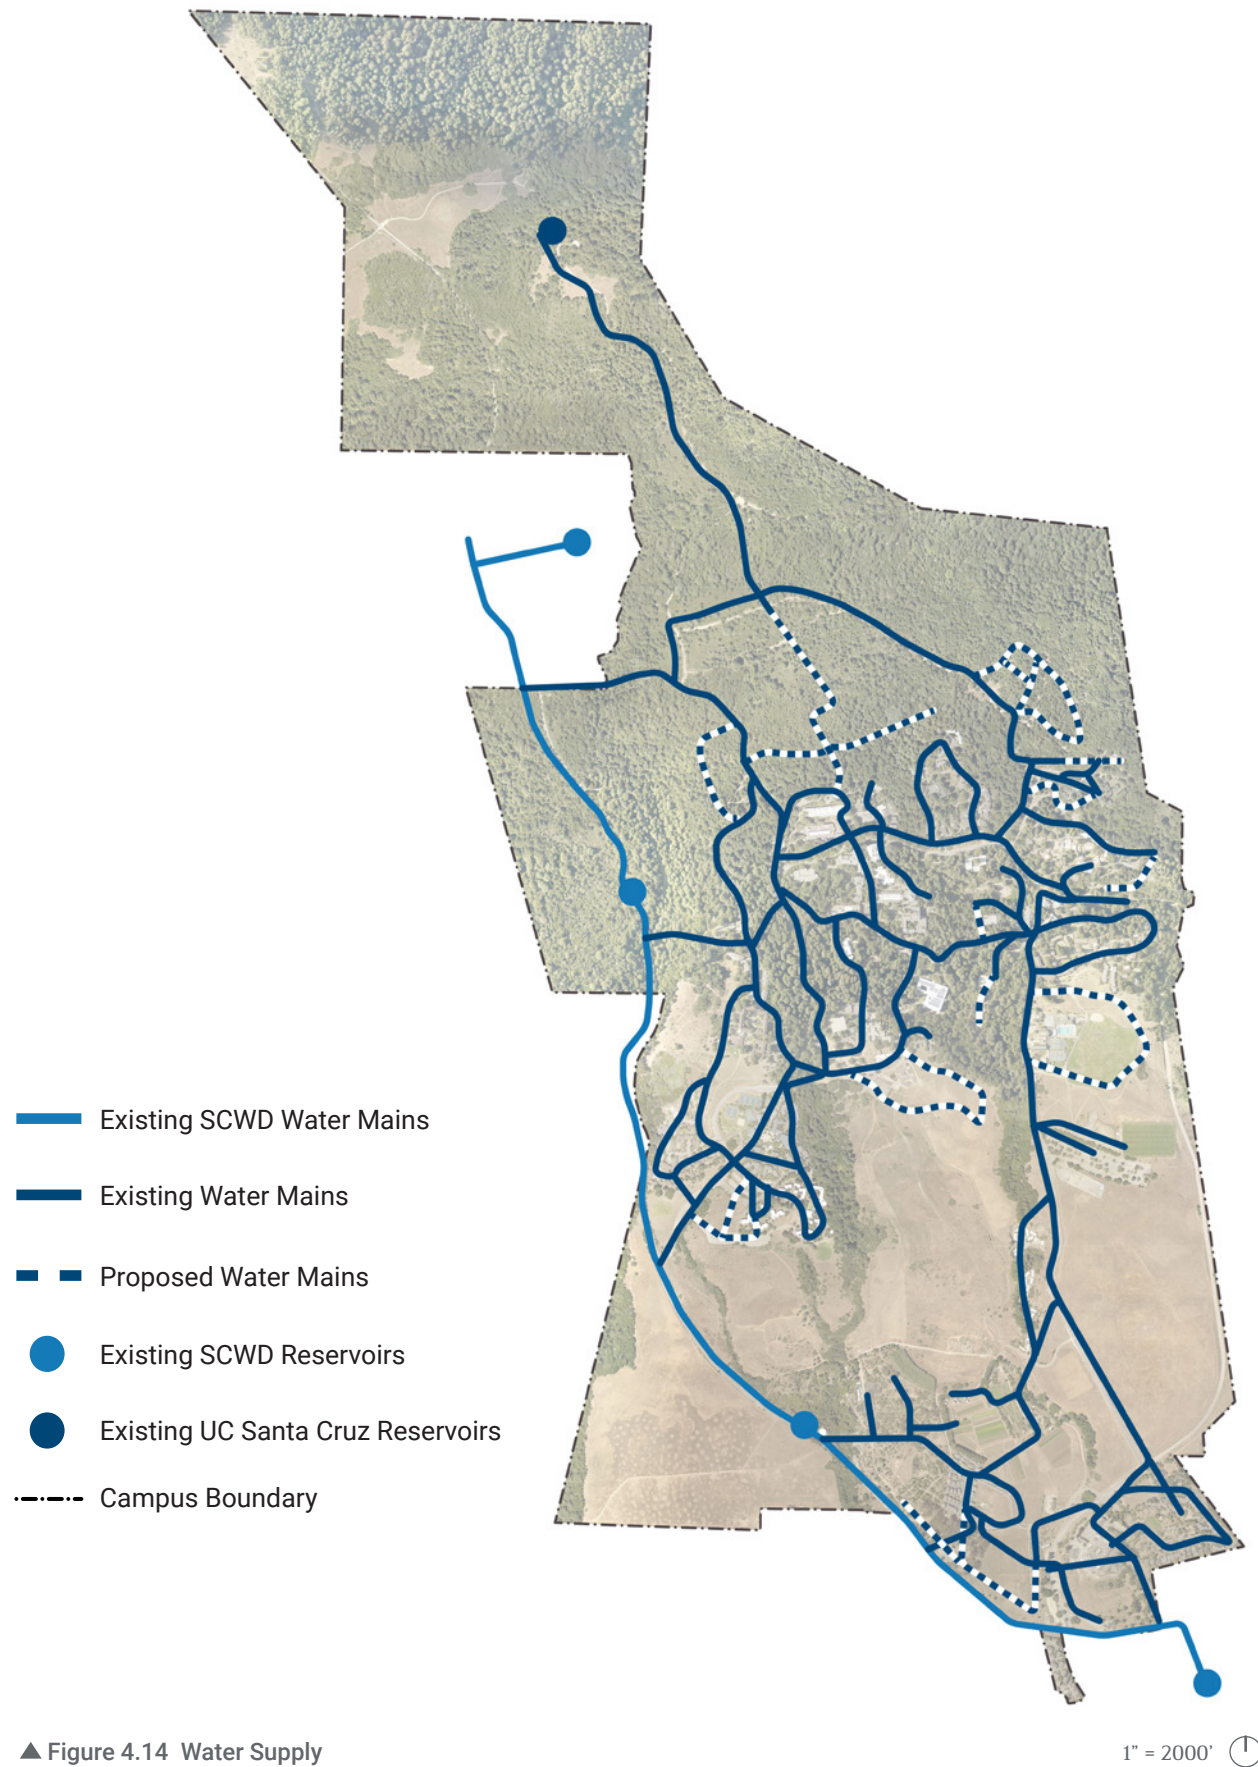 Existing SCWD Water Mains
Existing Water Mains
Proposed Water Mains
Existing SCWD Reservoirs
Existing UC Santa Cruz Reservoirs
Campus Boundary
▲ Figure 4.14 Water Supply
1” = 2000’